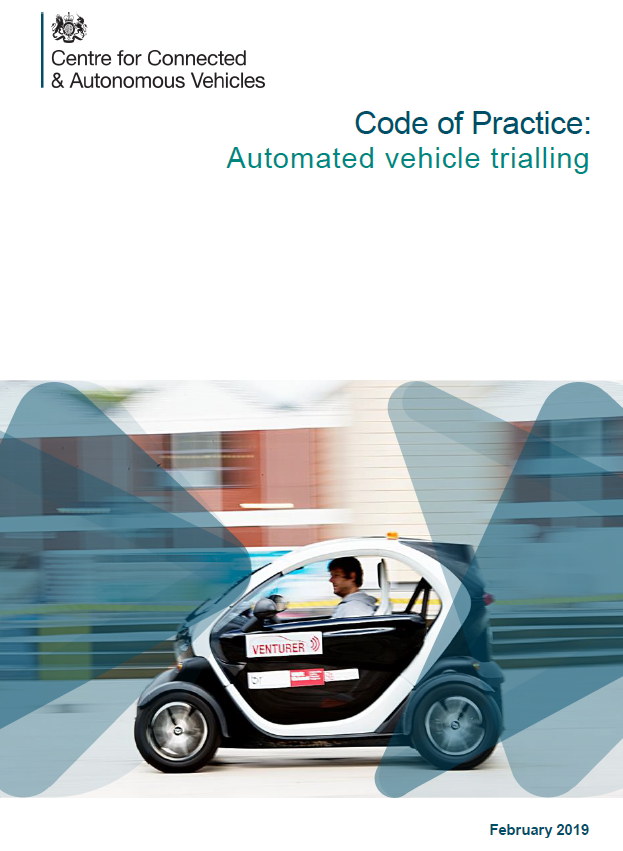 Centre for Connected
& Autonomous Vehicles
Code of Practice:
Automated vehicle trialling
VENTURER
February 2019